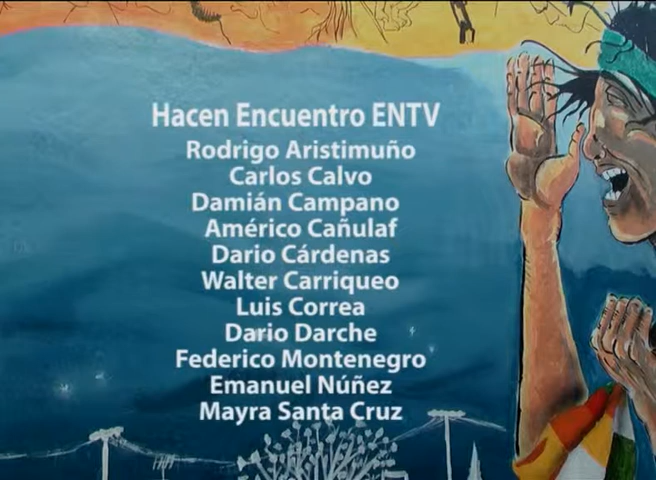 Hacen Encuentro ENTV
Rodrigo Aristimuño
Carlos Calvo
Damián Campano
Américo Cañulaf
Dario Cárdenas
Walter Carriqueo
Luis Correa
Dario Darche
Federico Montenegro
Emanuel Núñez
Mayra Santa Cruz